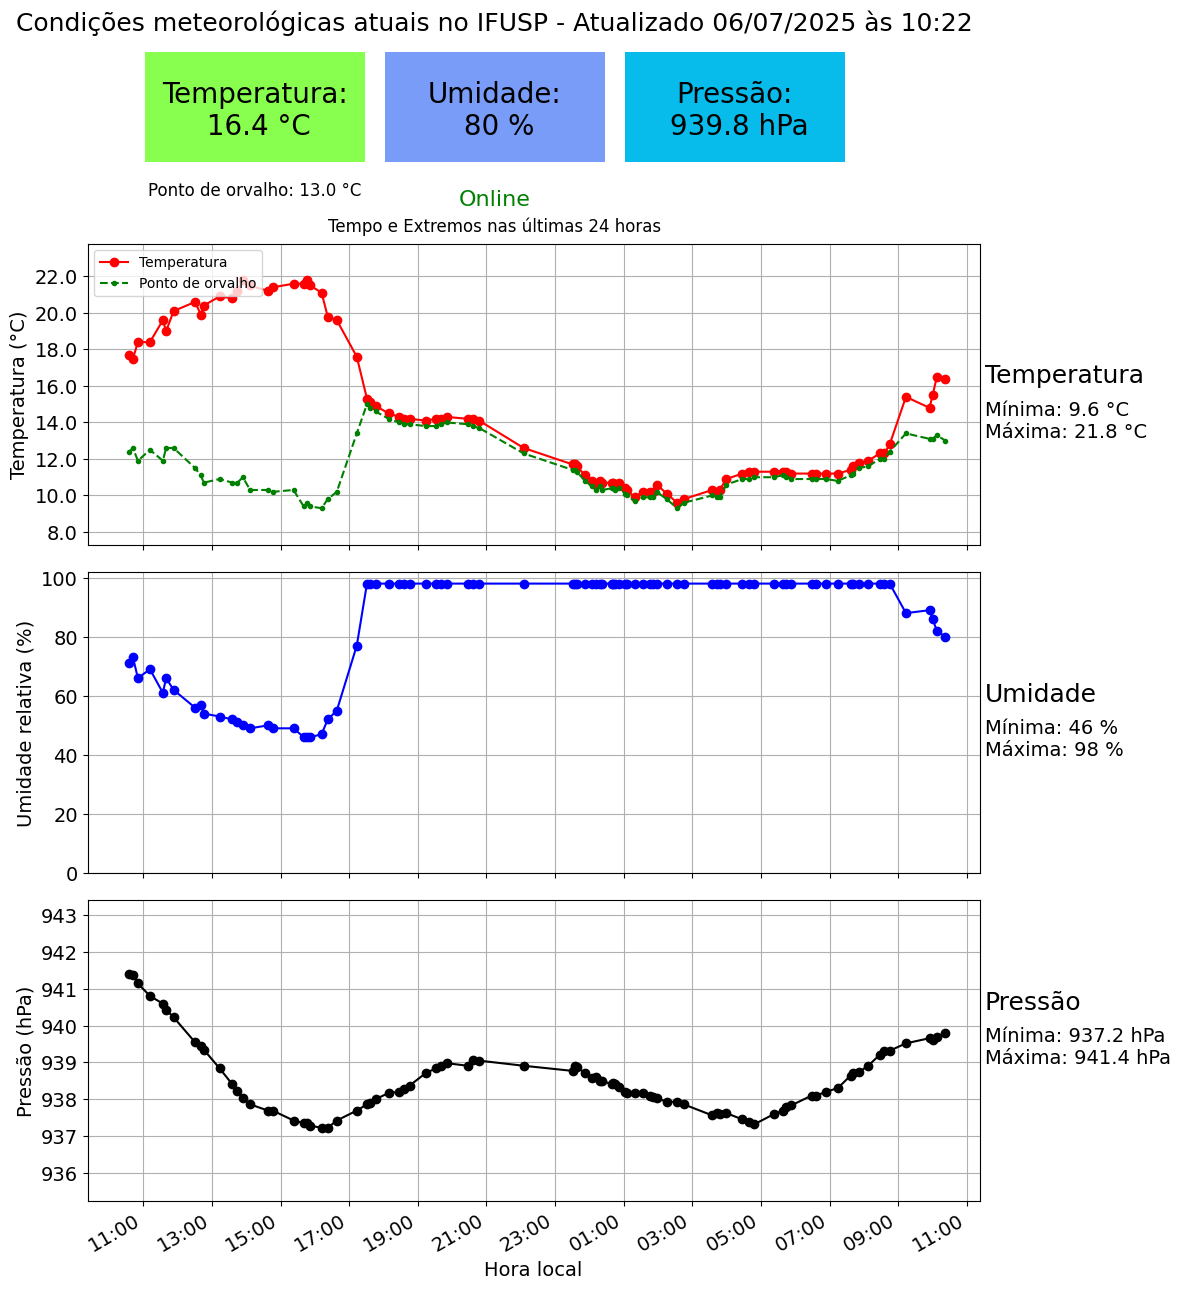 Condições meteorológicas atuais no IFUSP - Atualizado 06/07/2025 às 10:22
Temperatura:
16.4 °C
Umidade:
80 %
Pressão:
939.8 hPa
Ponto de orvalho: 13.0 °C
Online
Tempo e Extremos nas últimas 24 horas
Temperatura
Ponto de orvalho
Temperatura (°C)
22.0
20.0
18.0
16.0
14.0
12.0
10.0
8.0
Temperatura
Mínima: 9.6 °C
Máxima: 21.8 °C
Umidade relativa (%)
100
80
60
40
20
0
Umidade
Mínima: 46 %
Máxima: 98 %
Pressão (hPa)
943
942
941
940
939
938
937
936
Pressão
Mínima: 937.2 hPa
Máxima: 941.4 hPa
11:00 13:00 15:00 17:00 19:00 21:00 23:00 01:00 03:00 05:00 07:00 09:00 11:00
Hora local